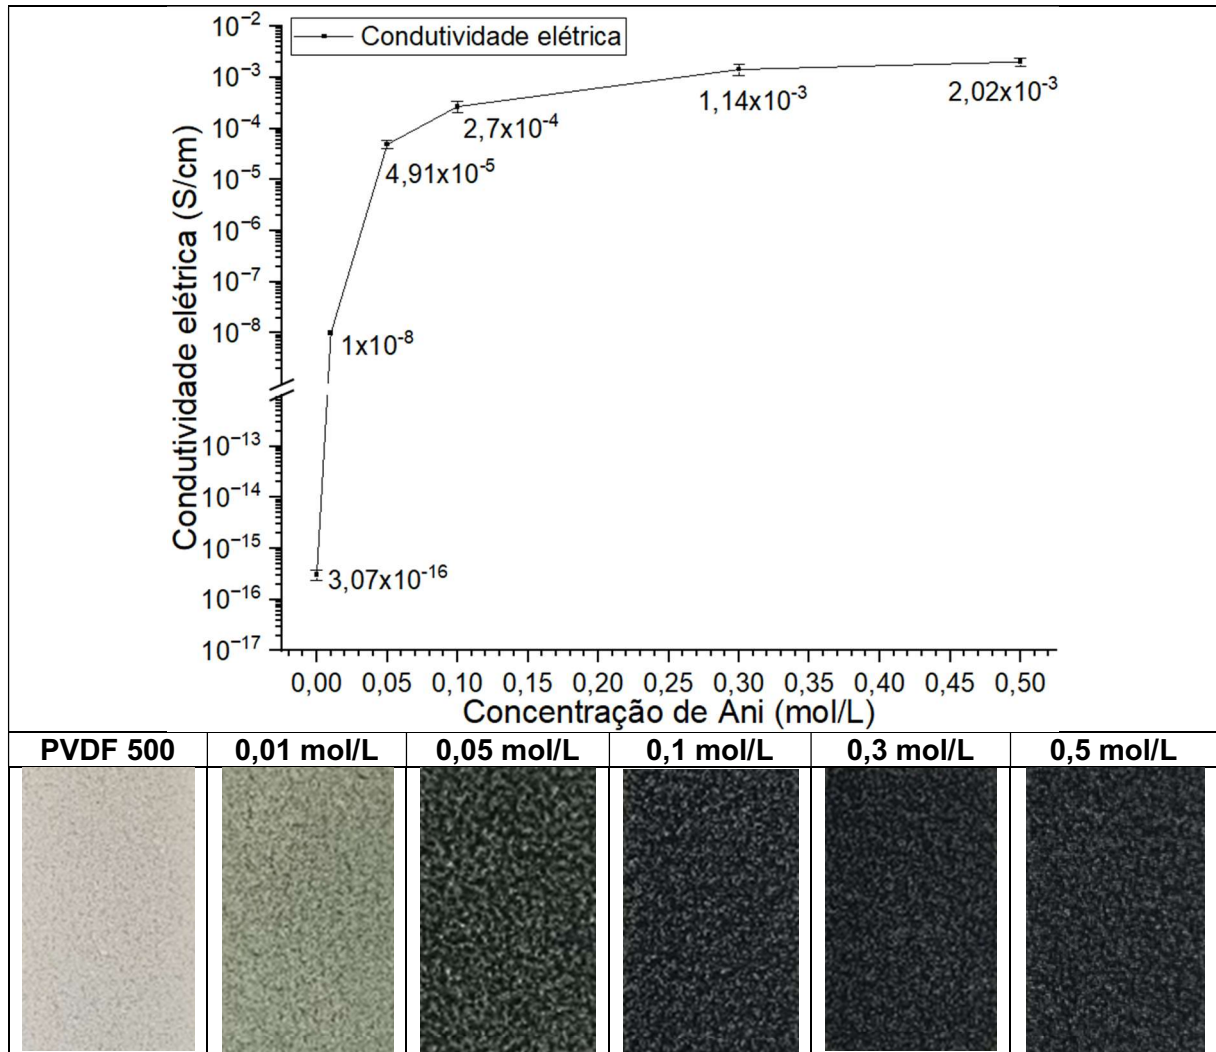 Condutividade elétrica
Condutividade elétrica (S/cm)
10⁻²
10⁻³
10⁻⁴
10⁻⁵
10⁻⁶
10⁻⁷
10⁻⁸
10⁻¹³
10⁻¹⁴
10⁻¹⁵
10⁻¹⁶
10⁻¹⁷
3,07x10⁻¹⁶
1x10⁻⁸
4,91x10⁻⁵
2,7x10⁻⁴
1,14x10⁻³
2,02x10⁻³
0,00 0,05 0,10 0,15 0,20 0,25 0,30 0,35 0,40 0,45 0,50
Concentração de Ani (mol/L)
PVDF 500 0,01 mol/L 0,05 mol/L 0,1 mol/L 0,3 mol/L 0,5 mol/L